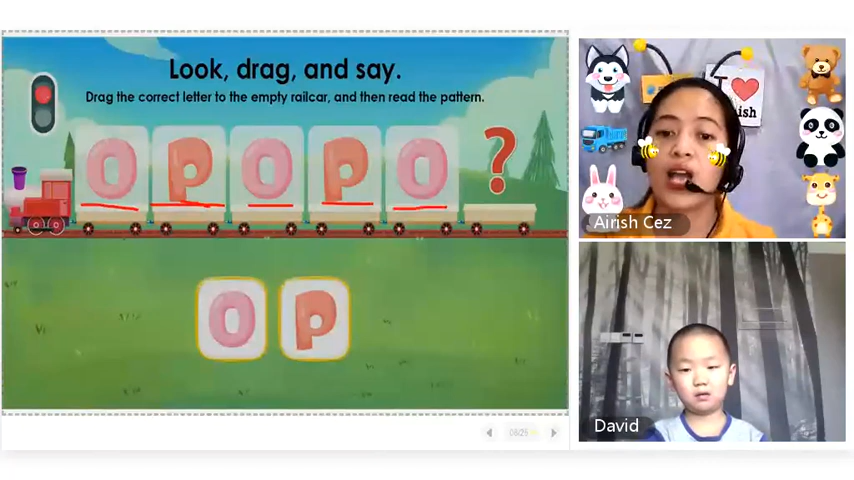 Look, drag, and say.
Drag the correct letter to the empty railcar, and then read the pattern.
o p o p o ?
o p
I ish
Airish Cez
David